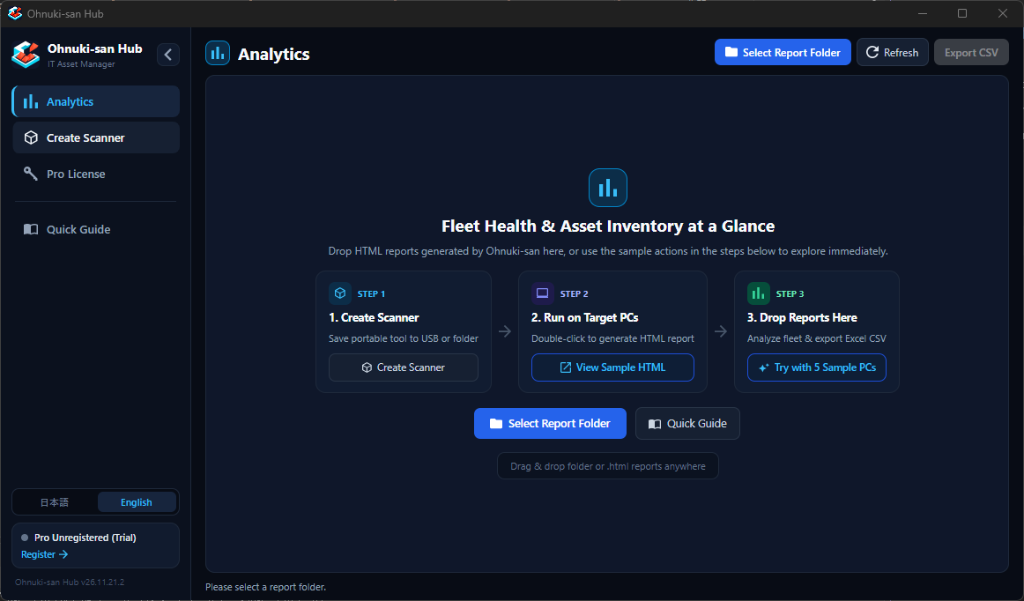 Ohnuki-san Hub
Ohnuki-san Hub
IT Asset Manager
Analytics
Create Scanner
Pro License
Quick Guide
日本語
English
Pro Unregistered (Trial)
Register →
Ohnuki-san Hub v26.11.21.2
Analytics
Select Report Folder
Refresh
Export CSV
Fleet Health & Asset Inventory at a Glance
Drop HTML reports generated by Ohnuki-san here, or use the sample actions in the steps below to explore immediately.
STEP 1
1. Create Scanner
Save portable tool to USB or folder
Create Scanner
→
STEP 2
2. Run on Target PCs
Double-click to generate HTML report
View Sample HTML
→
STEP 3
3. Drop Reports Here
Analyze fleet & export Excel CSV
Try with 5 Sample PCs
Select Report Folder
Quick Guide
Drag & drop folder or .html reports anywhere
Please select a report folder.